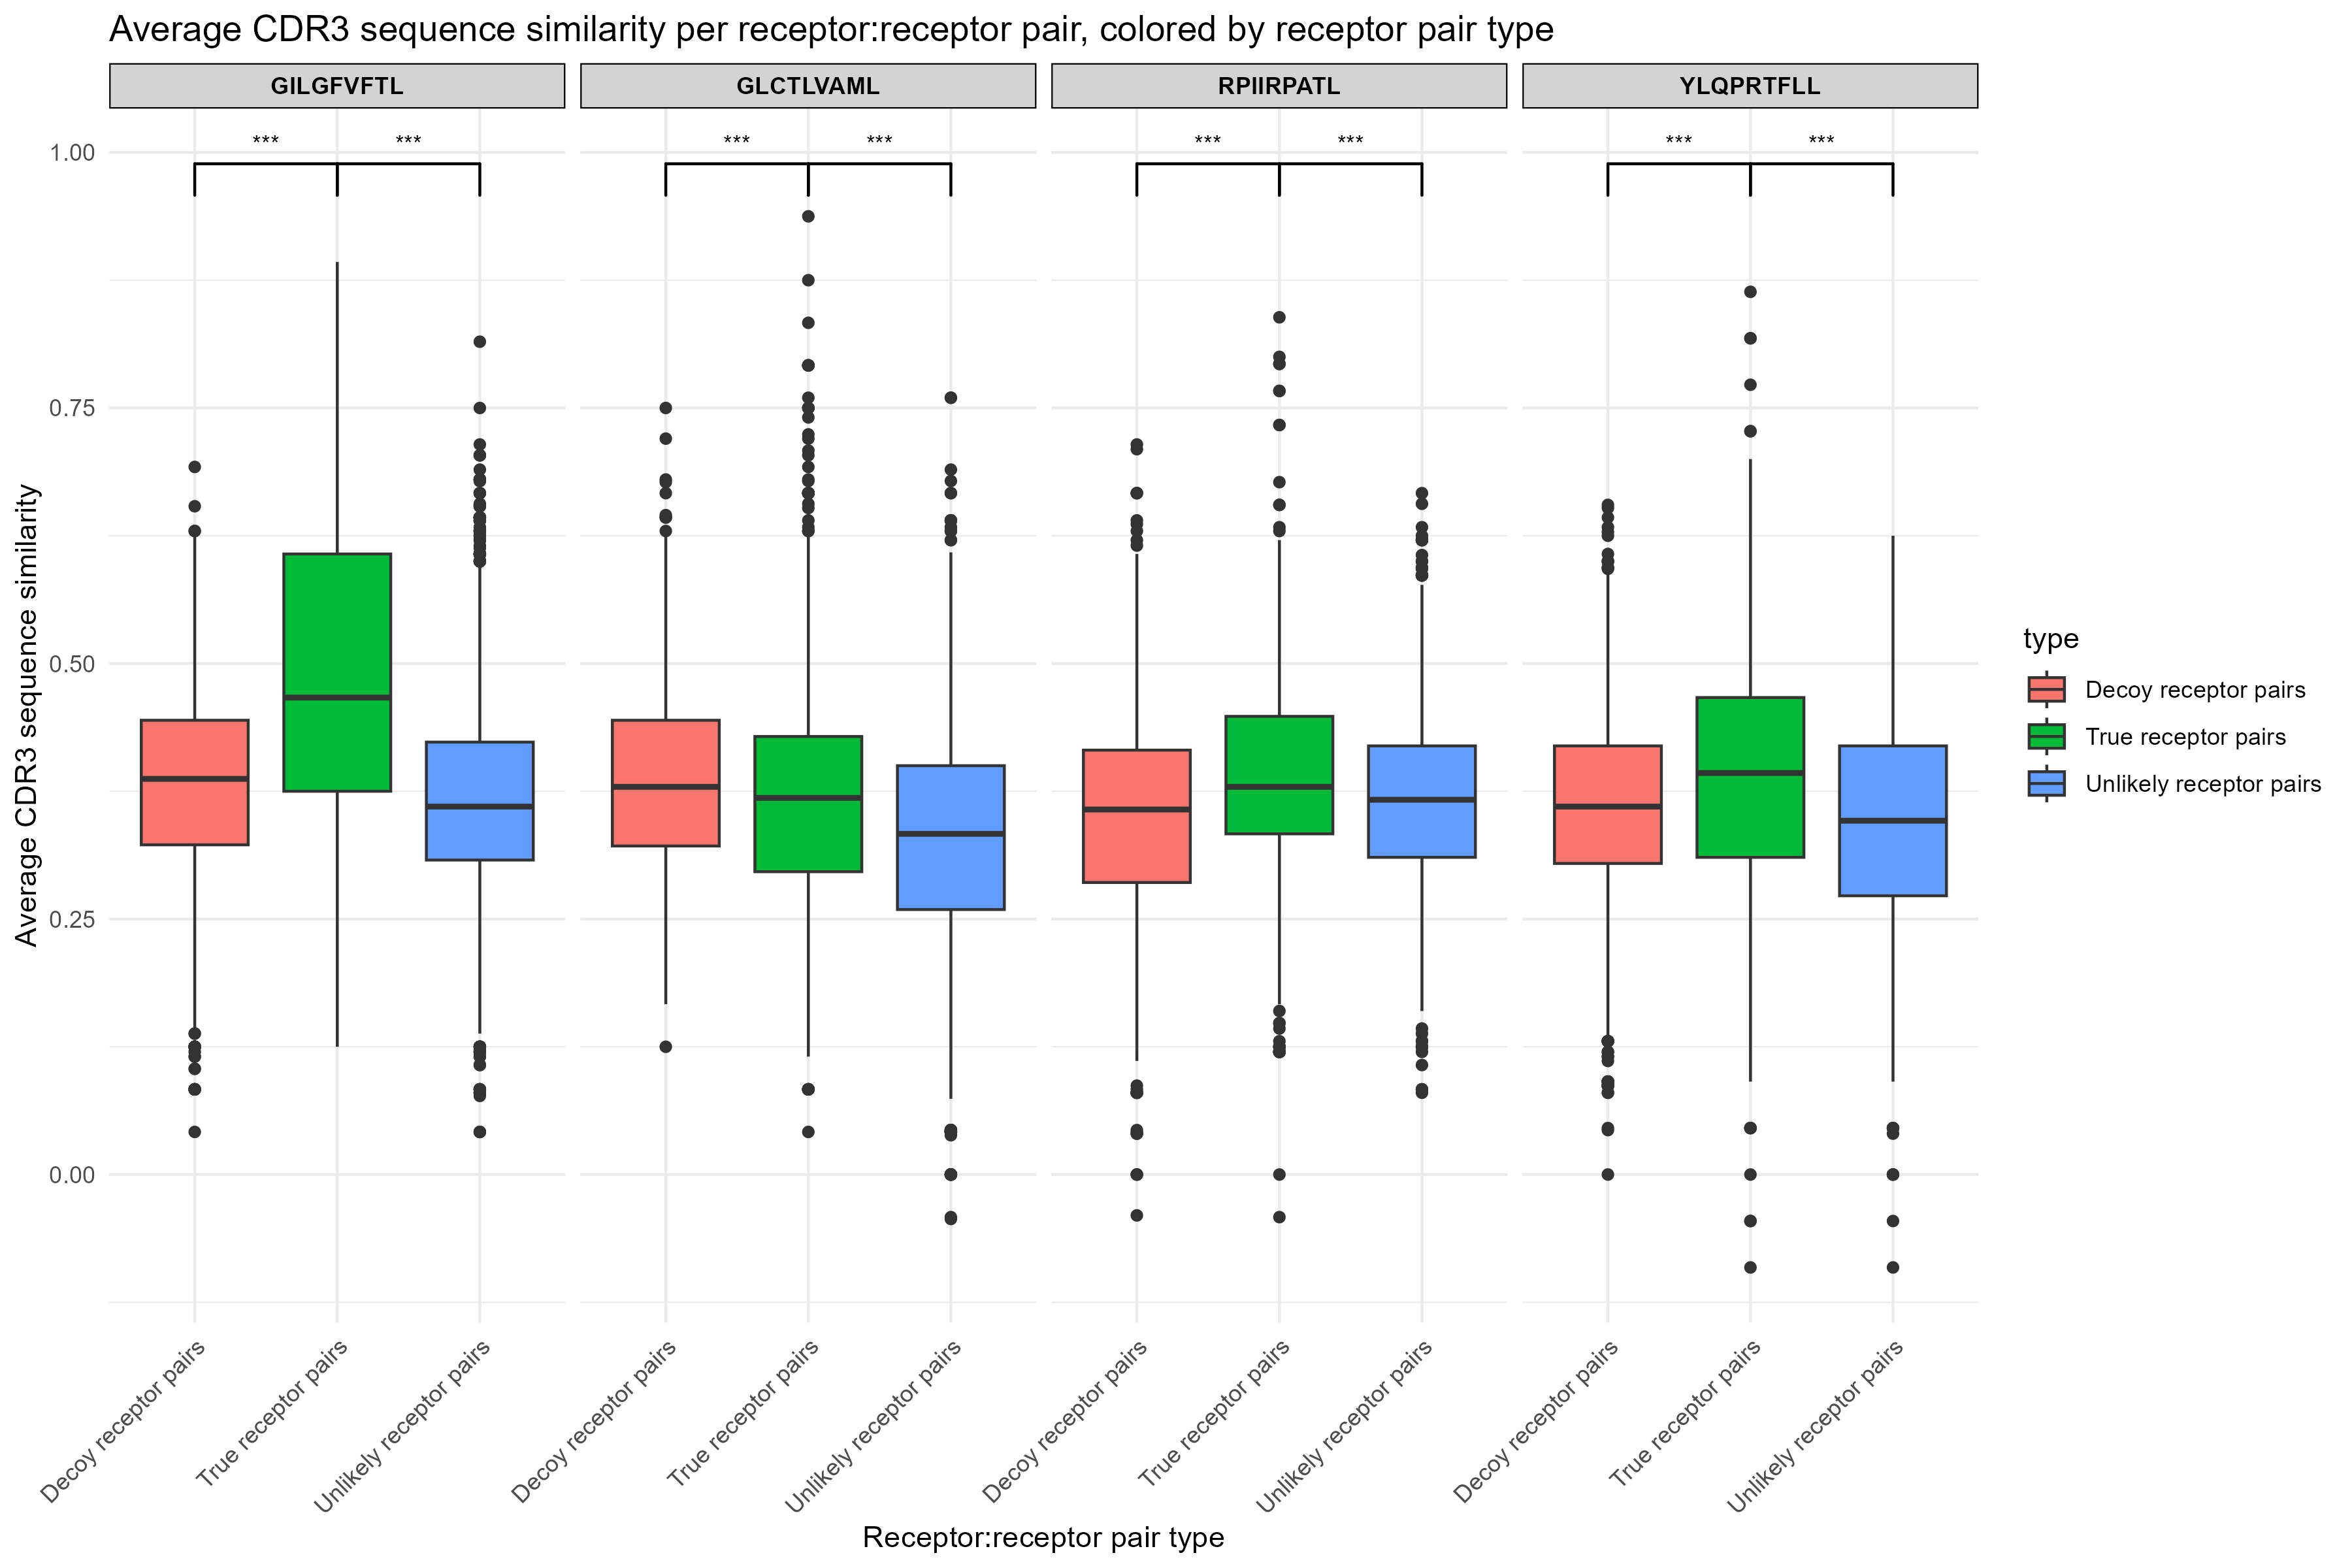 Average CDR3 sequence similarity per receptor:receptor pair, colored by receptor pair type
GILGFVFTL
GLCTLVAML
RPIIRPATL
YLQPRTFLL
*** *** *** *** *** *** *** ***
1.00
0.75
0.50
0.25
0.00
Average CDR3 sequence similarity
Decoy receptor pairs
True receptor pairs
Unlikely receptor pairs
Decoy receptor pairs
True receptor pairs
Unlikely receptor pairs
Decoy receptor pairs
True receptor pairs
Unlikely receptor pairs
Decoy receptor pairs
True receptor pairs
Unlikely receptor pairs
Receptor:receptor pair type
type
Decoy receptor pairs
True receptor pairs
Unlikely receptor pairs